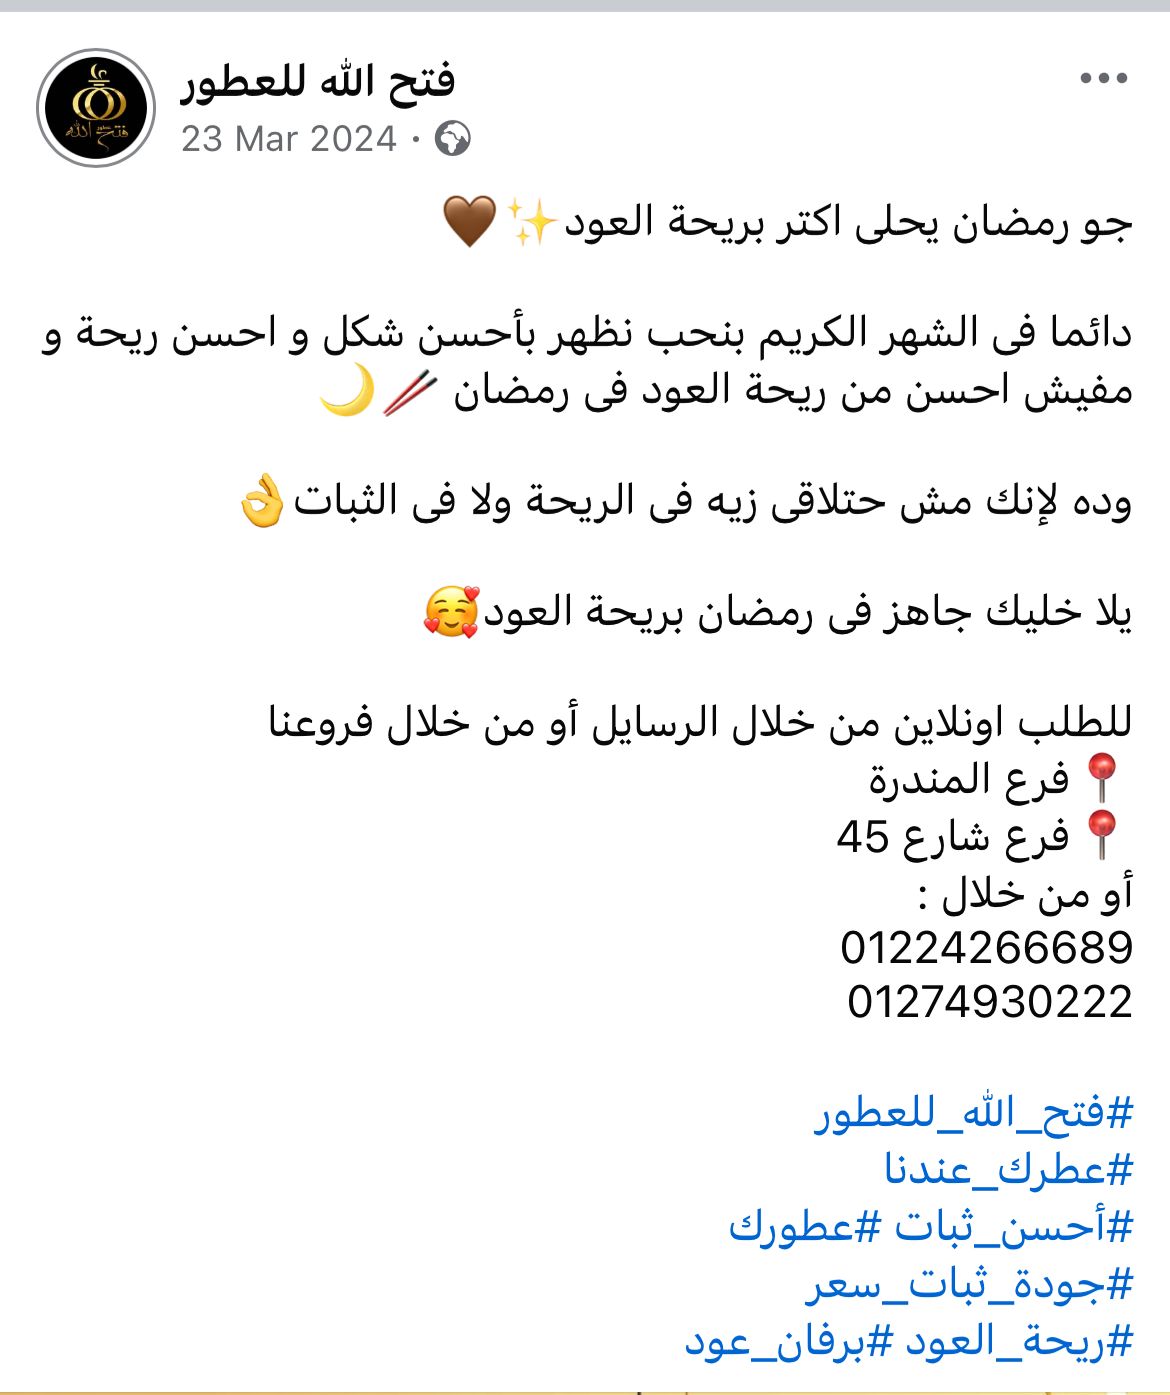 فتح الله للعطور
23 Mar 2024 ·
جو رمضان يحلى اكتر بريحة العود✨🤎
دائما فى الشهر الكريم بنحب نظهر بأحسن شكل و احسن ريحة و
مفيش احسن من ريحة العود فى رمضان 🥢🌙
وده لإنك مش حتلاقى زيه فى الريحة ولا فى الثبات👌
يلا خليك جاهز فى رمضان بريحة العود🥰
للطلب اونلاين من خلال الرسايل أو من خلال فروعنا
📍 فرع المندرة
📍 فرع شارع 45
أو من خلال :
01224266689
01274930222
#فتح_الله_للعطور
#عطرك_عندنا
#أحسن_ثبات #عطورك
#جودة_ثبات_سعر
#ريحة_العود #برفان_عود